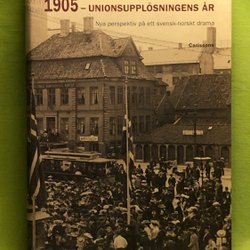 1905 – UNIONSUPPLÖSNINGENS ÅR
Nya perspektiv på ett svensk-norskt drama
Carlssons